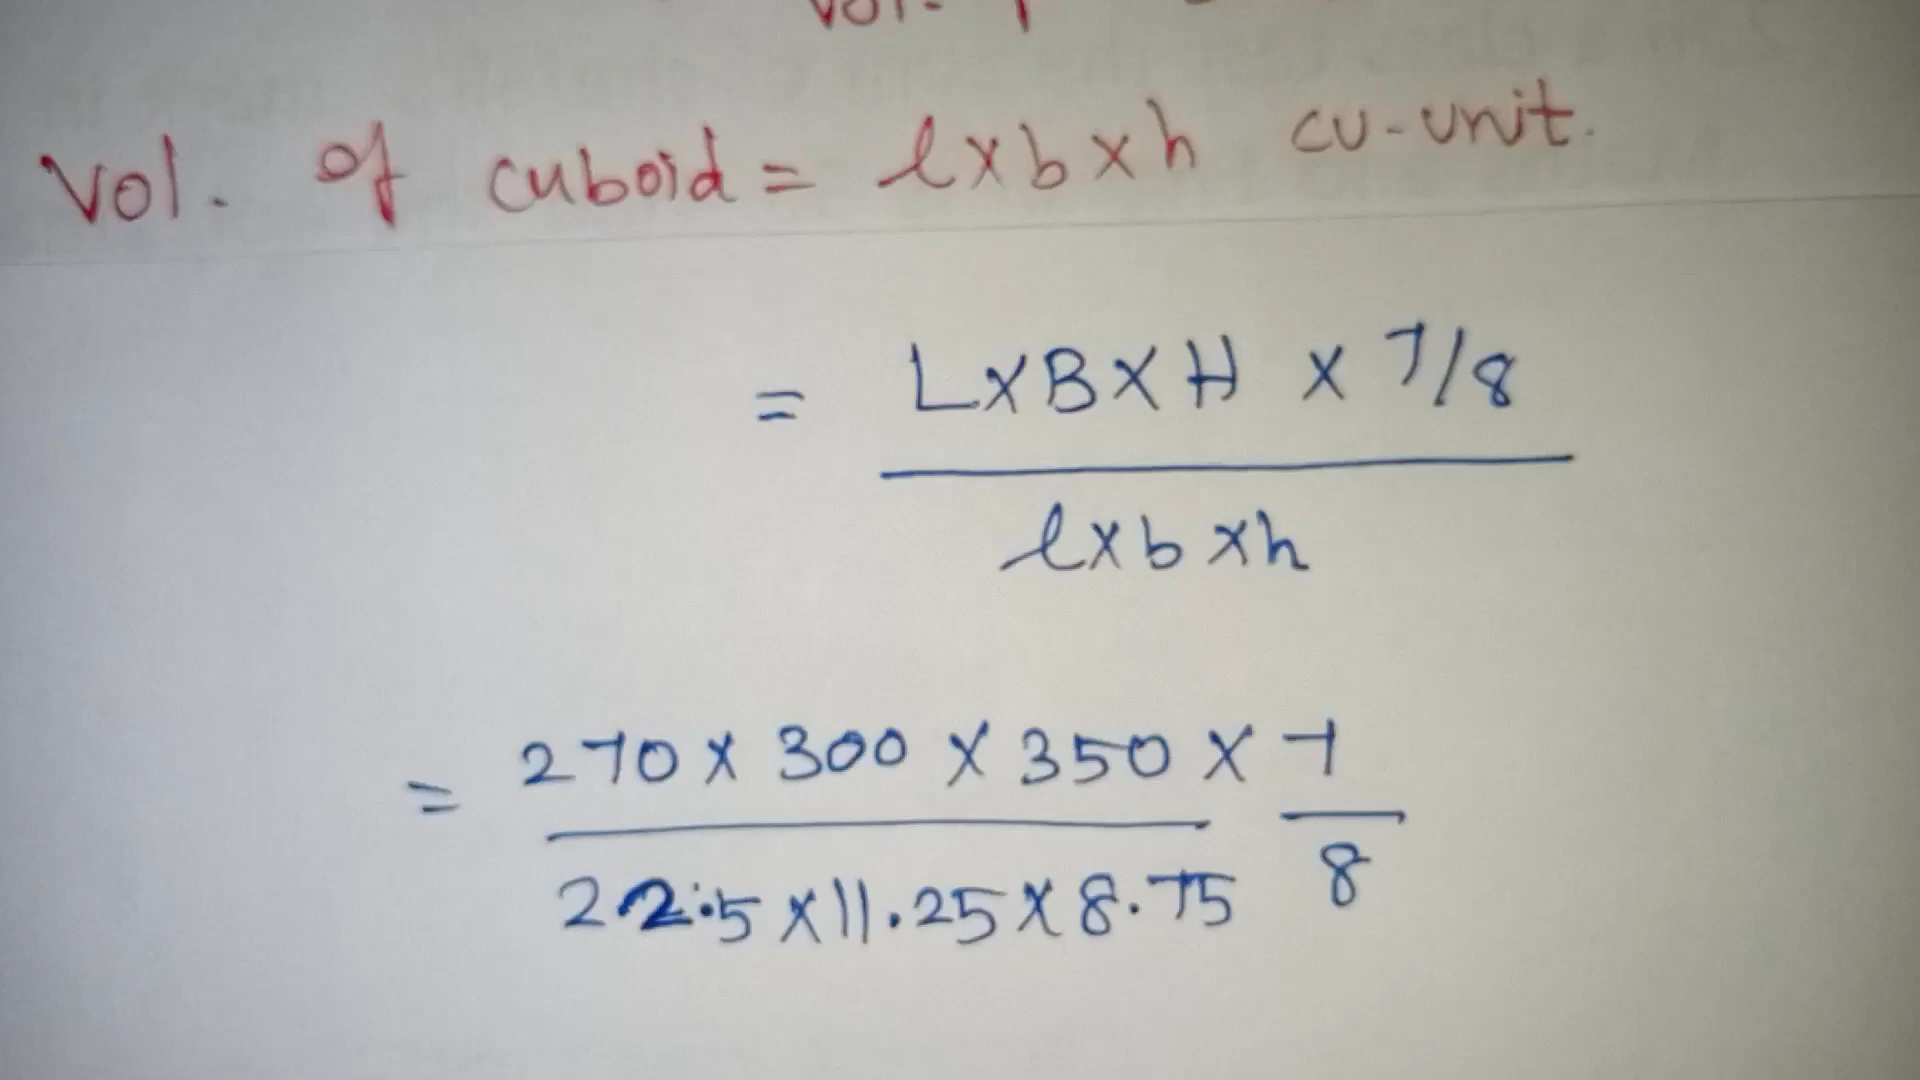 Vol. of cuboid = l×b×h cu-unit.
= L×B×H × 7/8
l×b×h
= 270 × 300 × 350 × 7
22.5 × 11.25 × 8.75 8